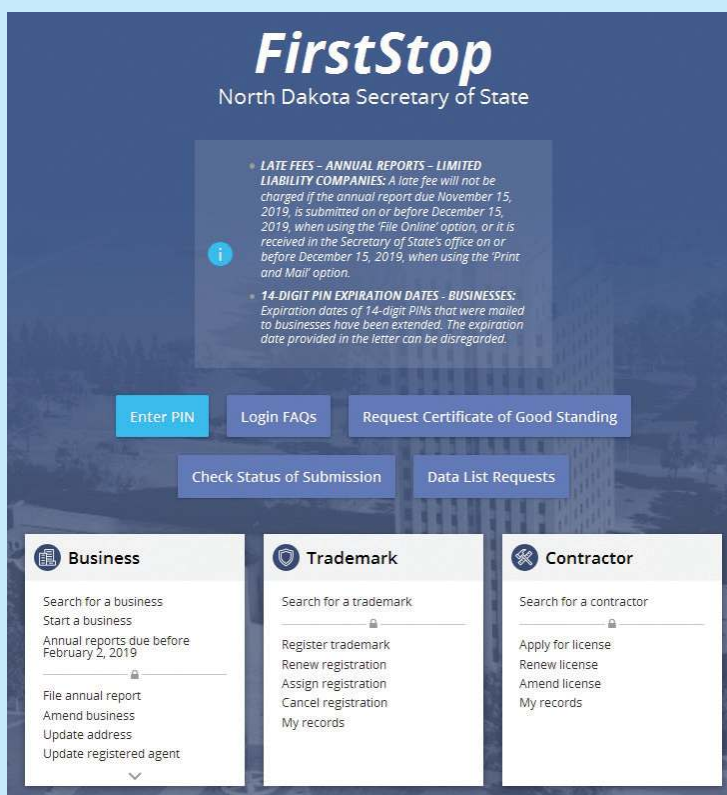 FirstStop
North Dakota Secretary of State
LATE FEES – ANNUAL REPORTS – LIMITED
LIABILITY COMPANIES: A late fee will not be
charged if the annual report due November 15,
2019, is submitted on or before December 15,
2019, when using the 'File Online' option, or it is
received in the Secretary of State's office on or
before December 15, 2019, when using the 'Print
and Mail' option.
14-DIGIT PIN EXPIRATION DATES - BUSINESSES:
Expiration dates of 14-digit PINs that were mailed
to businesses have been extended. The expiration
date provided in the letter can be disregarded.
Enter PIN
Login FAQs
Request Certificate of Good Standing
Check Status of Submission
Data List Requests
Business
Search for a business
Start a business
Annual reports due before
February 2, 2019
File annual report
Amend business
Update address
Update registered agent
Trademark
Search for a trademark
Register trademark
Renew registration
Assign registration
Cancel registration
My records
Contractor
Search for a contractor
Apply for license
Renew license
Amend license
My records